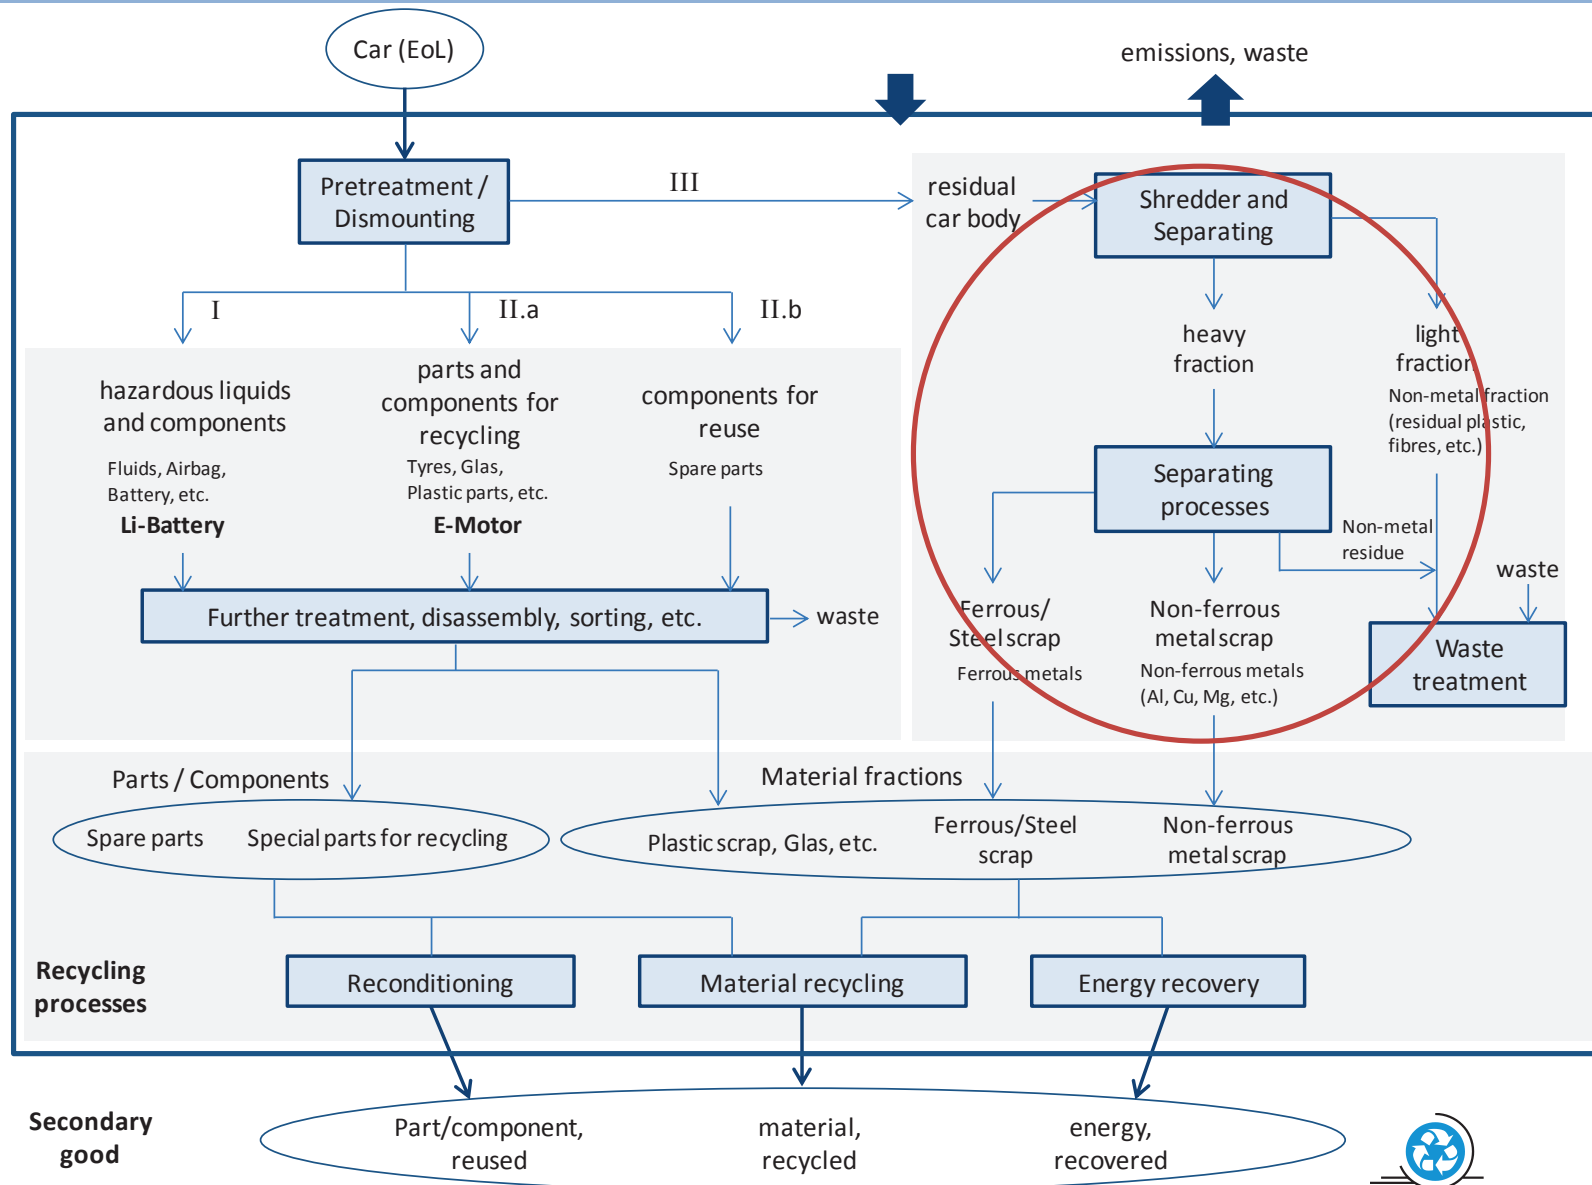 Car (EoL)
emissions, waste
Pretreatment /
Dismounting
III
residual
car body
Shredder and
Separating
I
II.a
II.b
heavy
fraction
light
fraction
Non-metal fraction
(residual plastic,
fibres, etc.)
hazardous liquids
and components
Fluids, Airbag,
Battery, etc.
Li-Battery
parts and
components for
recycling
Tyres, Glas,
Plastic parts, etc.
E-Motor
components for
reuse
Spare parts
Separating
processes
Non-metal
residue
waste
Further treatment, disassembly, sorting, etc.
waste
Ferrous/
Steel scrap
Ferrous metals
Non-ferrous
metal scrap
Non-ferrous metals
(Al, Cu, Mg, etc.)
Waste
treatment
Parts / Components
Material fractions
Spare parts
Special parts for recycling
Plastic scrap, Glas, etc.
Ferrous/Steel
scrap
Non-ferrous
metal scrap
Recycling
processes
Reconditioning
Material recycling
Energy recovery
Secondary
good
Part/component,
reused
material,
recycled
energy,
recovered